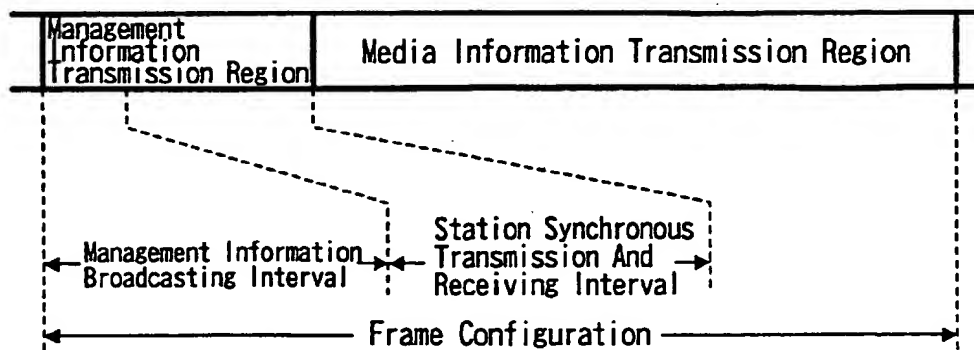 Management
Information
Transmission Region
Media Information Transmission Region
Management Information
Broadcasting Interval
Station Synchronous
Transmission And
Receiving Interval
Frame Configuration